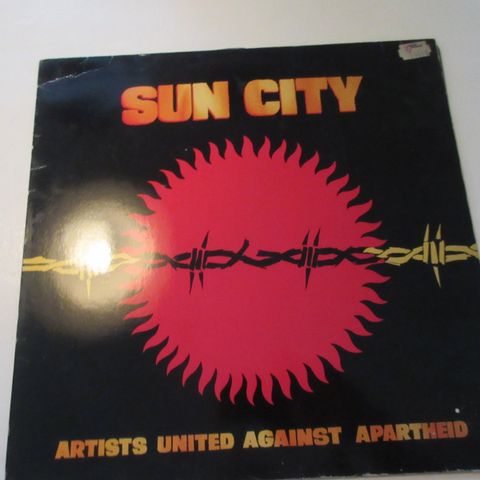 SUN CITY
ARTISTS UNITED AGAINST APARTHEID